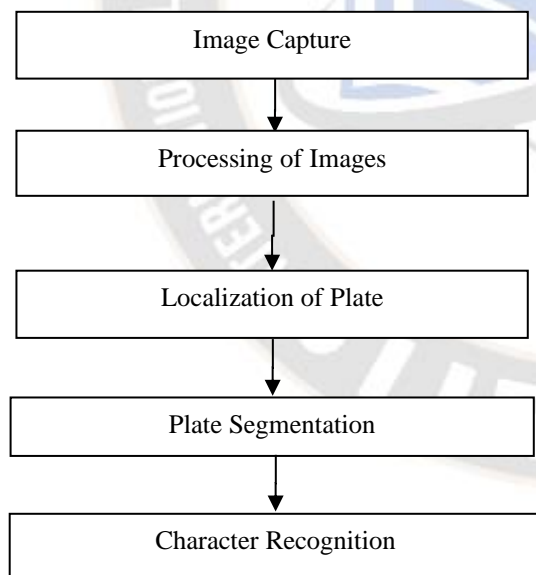 Image Capture
Processing of Images
Localization of Plate
Plate Segmentation
Character Recognition